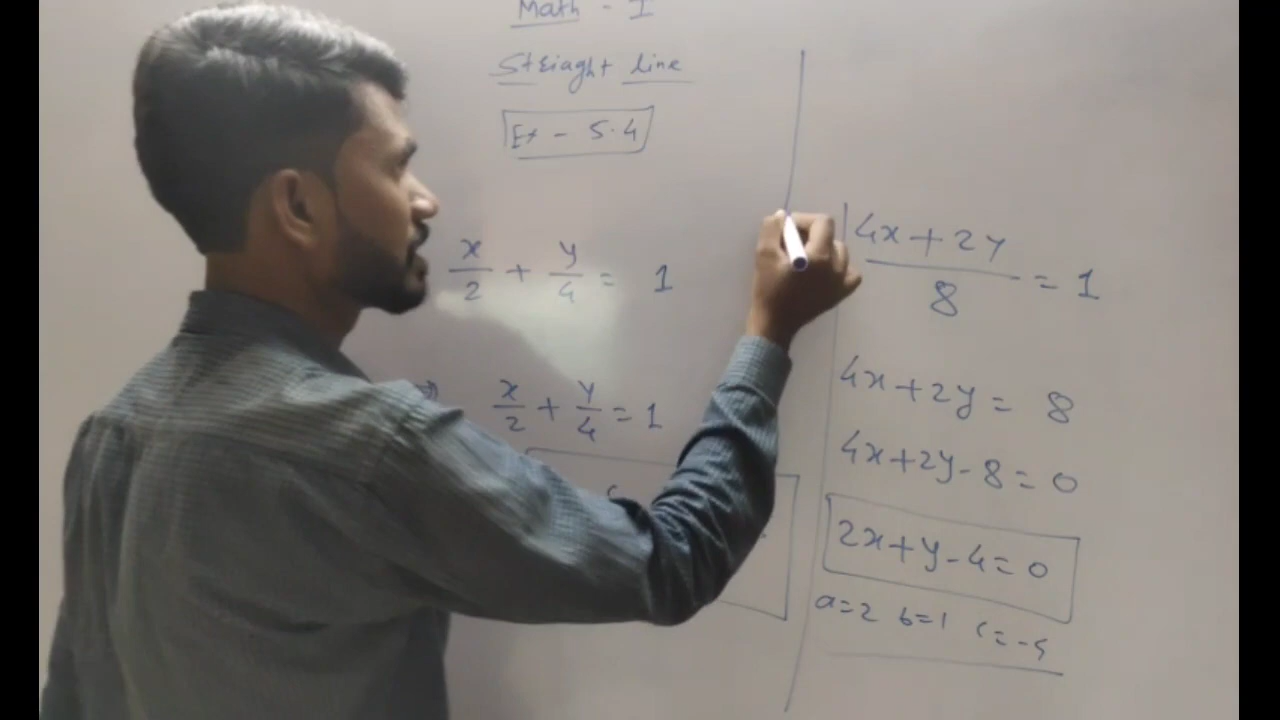 Math - I
Steiaght line
Ex - 5.4
x/2 + y/4 = 1
⇒ x/2 + y/4 = 1
(4x + 2y)/8 = 1
4x + 2y = 8
4x + 2y - 8 = 0
2x + y - 4 = 0
a=2 b=1 c=-4